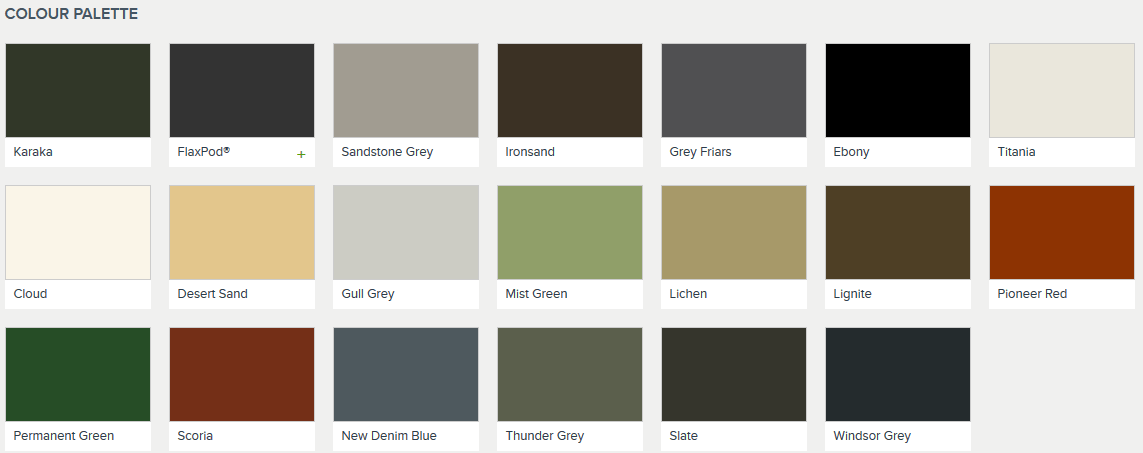 COLOUR PALETTE
Karaka
FlaxPod®
+
Sandstone Grey
Ironsand
Grey Friars
Ebony
Titania
Cloud
Desert Sand
Gull Grey
Mist Green
Lichen
Lignite
Pioneer Red
Permanent Green
Scoria
New Denim Blue
Thunder Grey
Slate
Windsor Grey